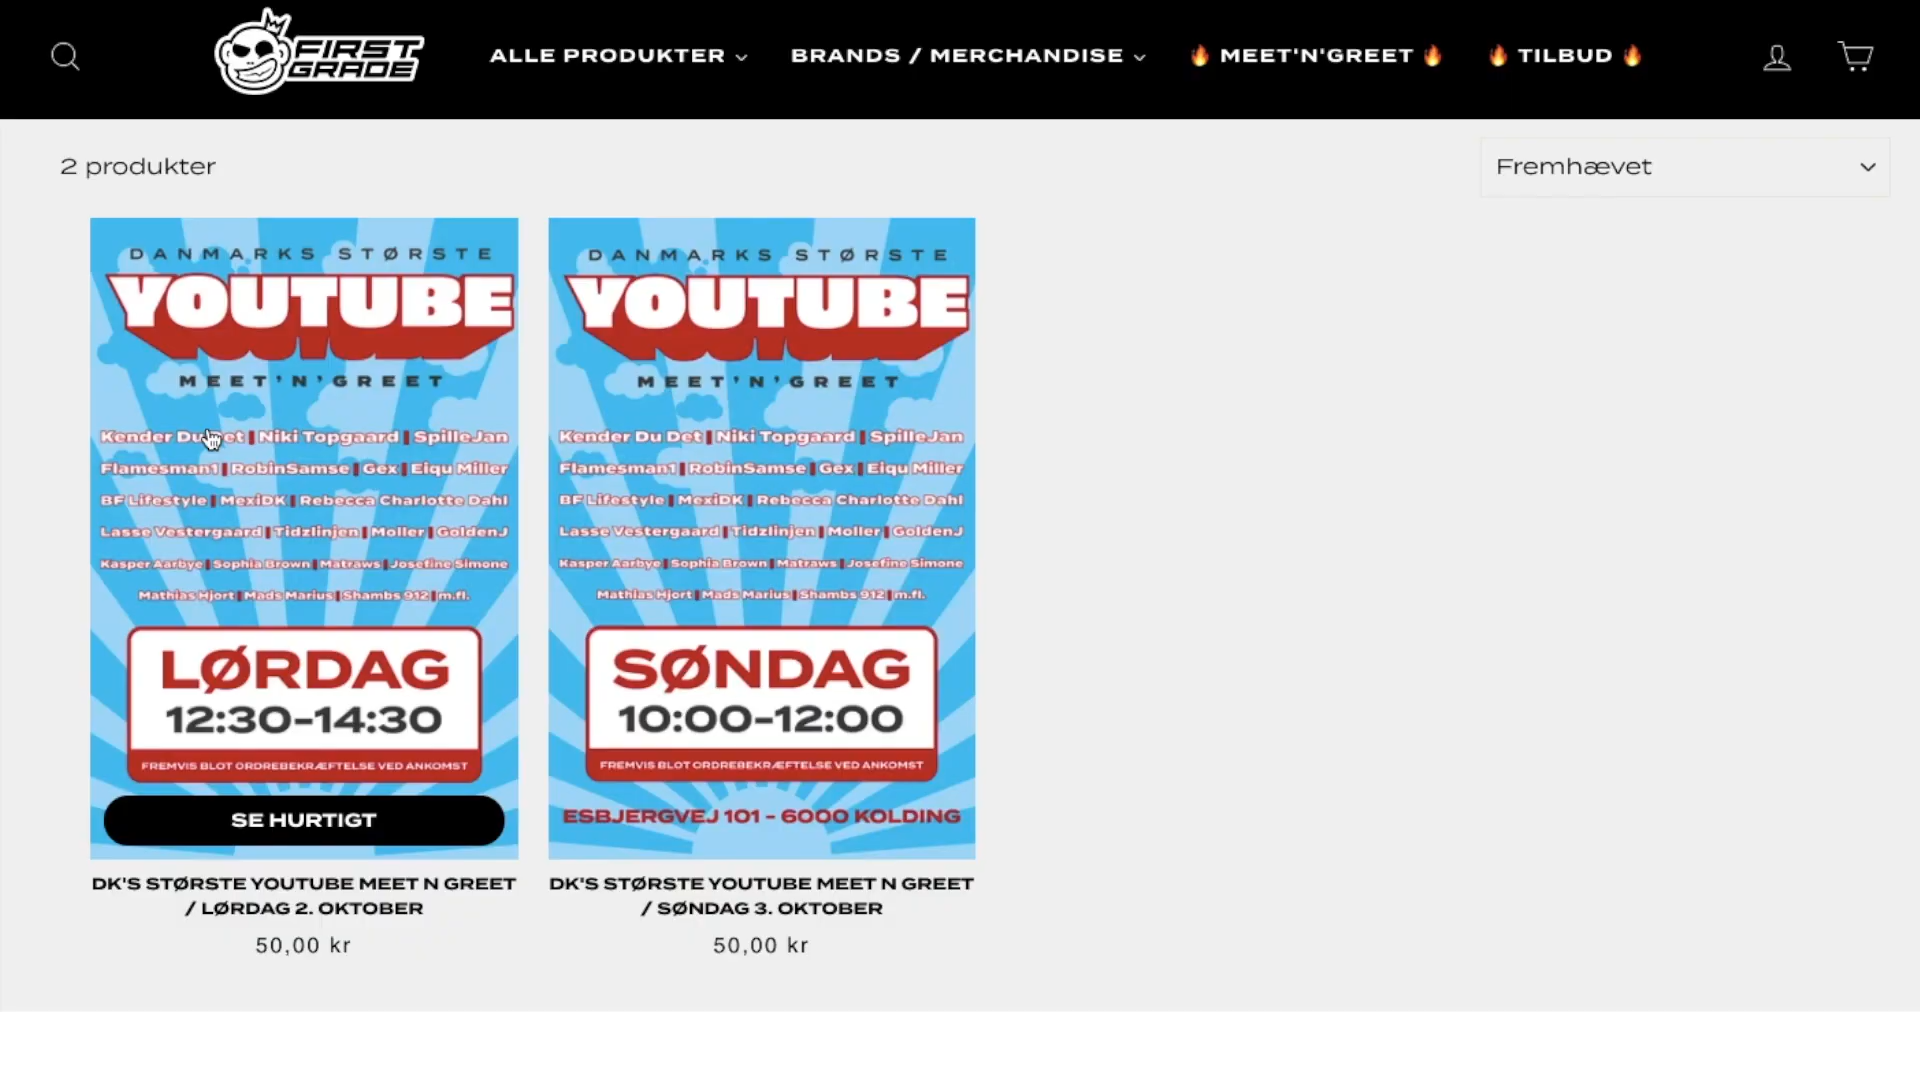 FIRST
GRADE
ALLE PRODUKTER
BRANDS / MERCHANDISE
🔥 MEET'N'GREET 🔥
🔥 TILBUD 🔥
2 produkter
Fremhævet
DANMARKS STØRSTE
YOUTUBE
MEET'N'GREET
Kender Du Det | Niki Topgaard | SpilleJan
Flamesman1 | RobinSamse | Gex | Eiqu Miller
BF Lifestyle | MexiDK | Rebecca Charlotte Dahl
Lasse Vestergaard | Tidzlinjen | Moller | GoldenJ
Kasper Aarbye | Sophia Brown | Matraws | Josefine Simone
Mathias Hjort | Mads Marius | Shambs 912 | m.fl.
LØRDAG
12:30-14:30
FREMVIS BLOT ORDREBEKRÆFTELSE VED ANKOMST
SE HURTIGT
DK'S STØRSTE YOUTUBE MEET N GREET
/ LØRDAG 2. OKTOBER
50,00 kr
DANMARKS STØRSTE
YOUTUBE
MEET'N'GREET
Kender Du Det | Niki Topgaard | SpilleJan
Flamesman1 | RobinSamse | Gex | Eiqu Miller
BF Lifestyle | MexiDK | Rebecca Charlotte Dahl
Lasse Vestergaard | Tidzlinjen | Moller | GoldenJ
Kasper Aarbye | Sophia Brown | Matraws | Josefine Simone
Mathias Hjort | Mads Marius | Shambs 912 | m.fl.
SØNDAG
10:00-12:00
FREMVIS BLOT ORDREBEKRÆFTELSE VED ANKOMST
ESBJERGVEJ 101 - 6000 KOLDING
DK'S STØRSTE YOUTUBE MEET N GREET
/ SØNDAG 3. OKTOBER
50,00 kr